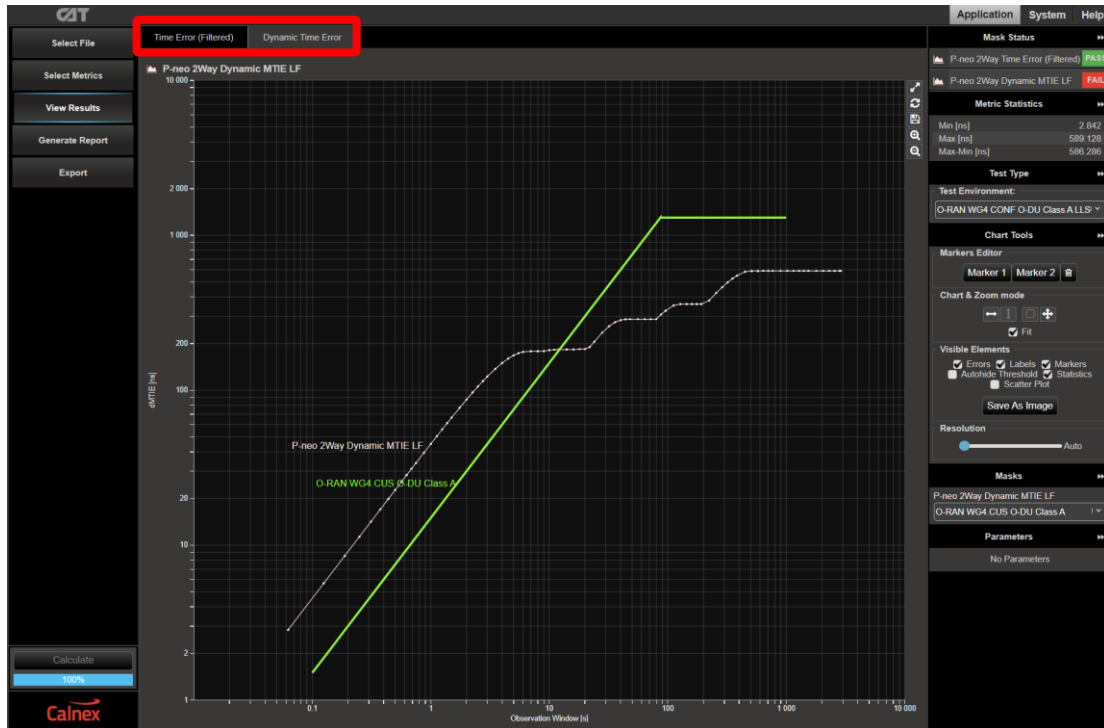 CAT
Application System Help
Select File
Select Metrics
View Results
Generate Report
Export
Calculate
100%
Calnex
Time Error (Filtered) Dynamic Time Error
P-neo 2Way Dynamic MTIE LF
10 000
2 000
1 000
200
100
20
10
2
1
dMTIE [ns]
P-neo 2Way Dynamic MTIE LF
O-RAN WG4.CUS O-DU Class A
0.1 1 10 100 1 000 10 000
Observation Window [s]
Mask Status
P-neo 2Way Time Error (Filtered) PASS
P-neo 2Way Dynamic MTIE LF FAIL
Metric Statistics
Min [ns] 2.842
Max [ns] 589.128
Max-Min [ns] 586.286
Test Type
Test Environment:
O-RAN WG4 CONF O-DU Class A LLS
Chart Tools
Markers Editor
Marker 1 Marker 2
Chart & Zoom mode
Fit
Visible Elements
Errors Labels Markers
Autohide Threshold Statistics
Scatter Plot
Save As Image
Resolution
Auto
Masks
P-neo 2Way Dynamic MTIE LF
O-RAN WG4.CUS O-DU Class A
Parameters
No Parameters